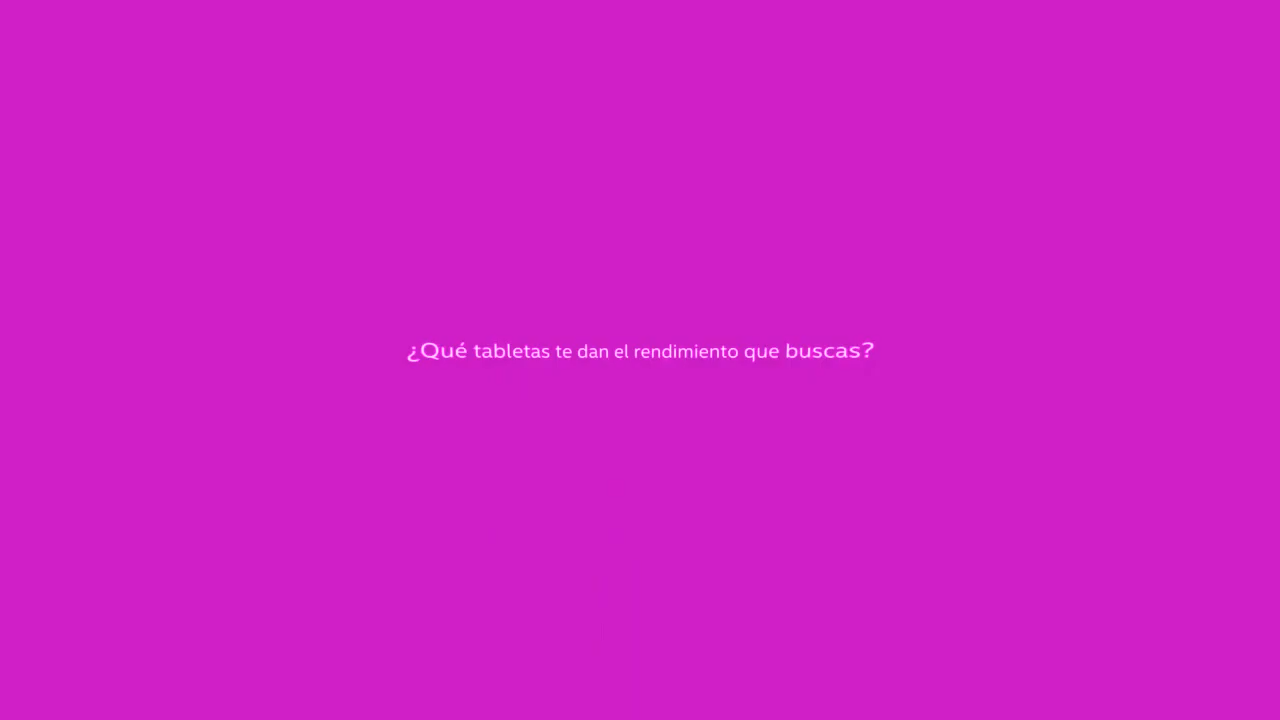 ¿Qué tabletas te dan el rendimiento que buscas?